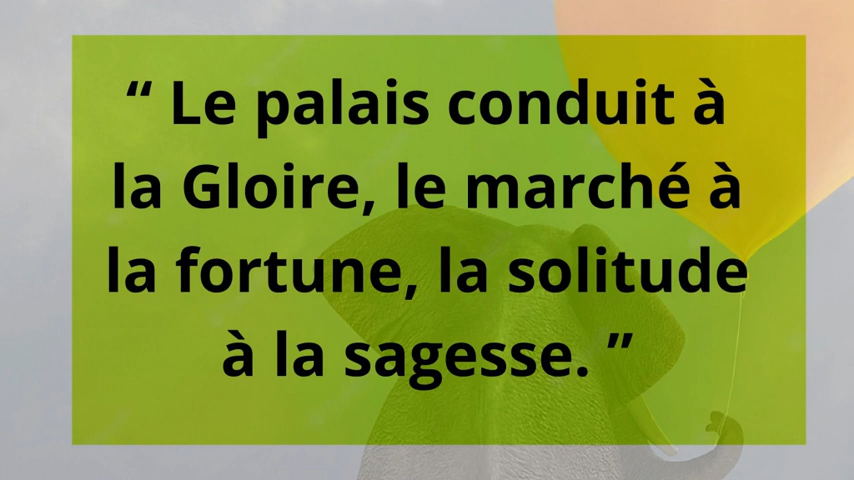 “ Le palais conduit à
la Gloire, le marché à
la fortune, la solitude
à la sagesse. ”